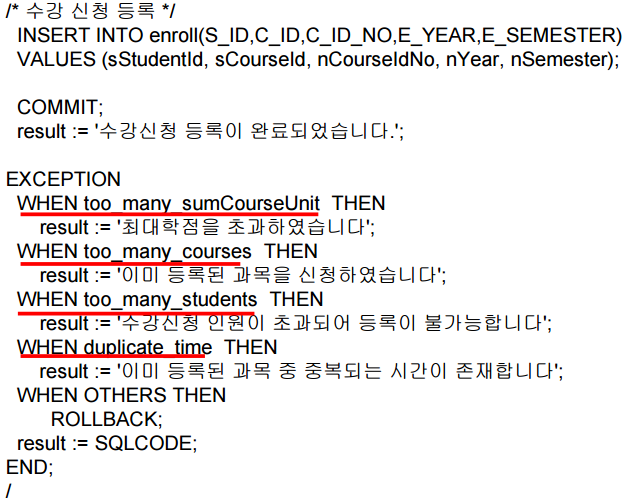 /* 수강 신청 등록 */
INSERT INTO enroll(S_ID,C_ID,C_ID_NO,E_YEAR,E_SEMESTER)
VALUES (sStudentId, sCourseId, nCourseIdNo, nYear, nSemester);
COMMIT;
result := '수강신청 등록이 완료되었습니다.';
EXCEPTION
WHEN too_many_sumCourseUnit THEN
result := '최대학점을 초과하였습니다';
WHEN too_many_courses THEN
result := '이미 등록된 과목을 신청하였습니다';
WHEN too_many_students THEN
result := '수강신청 인원이 초과되어 등록이 불가능합니다';
WHEN duplicate_time THEN
result := '이미 등록된 과목 중 중복되는 시간이 존재합니다';
WHEN OTHERS THEN
ROLLBACK;
result := SQLCODE;
END;
/